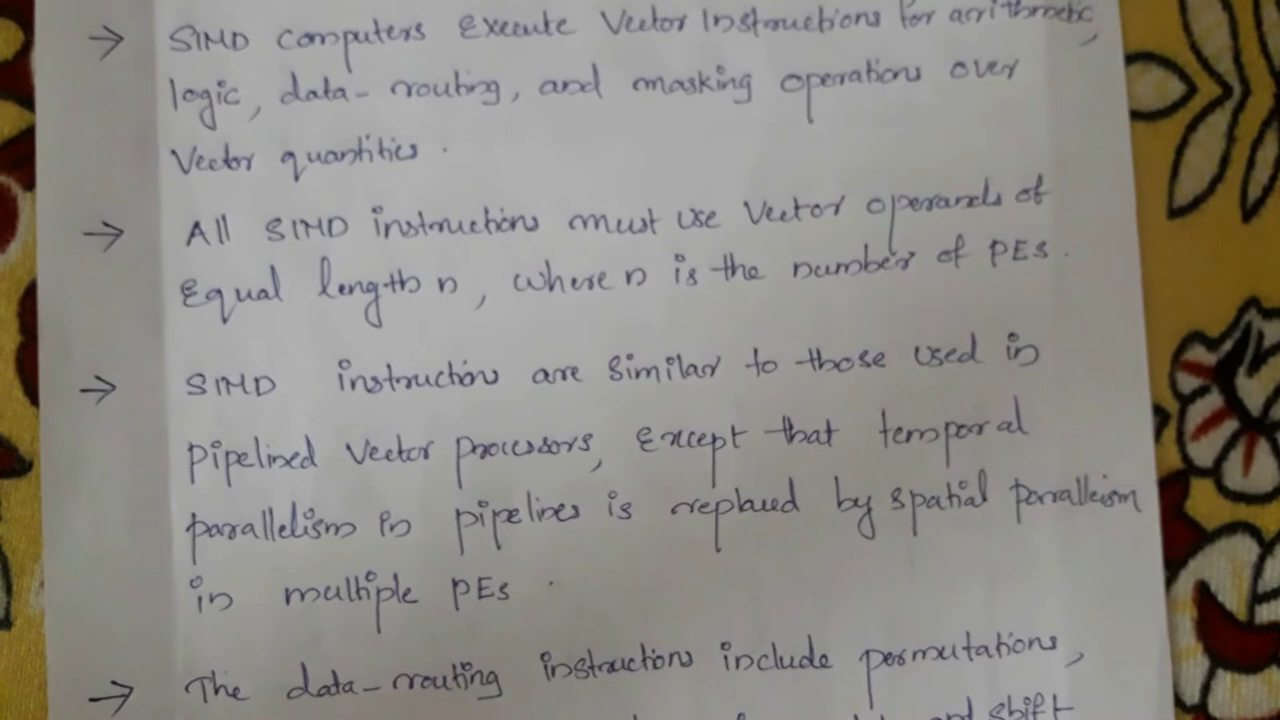 → SIMD computers Execute Vector Instructions for arrithmetic,
logic, data-routing, and masking operations over
Vector quantities.
→ All SIMD instructions must use Vector operands of
Equal length n, where n is the number of PEs.
→ SIMD instruction are similar to those used in
pipelined Vector processors, Except that temporal
parallelism in pipelines is replaced by spatial parallelism
in multiple PEs.
→ The data-routing instructions include permutations,
and shift